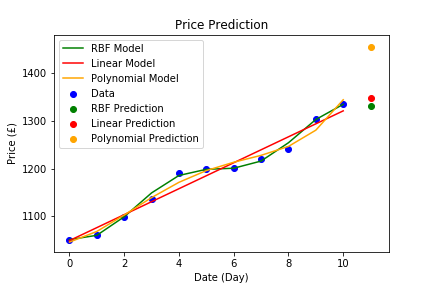 Price Prediction
RBF Model
Linear Model
Polynomial Model
Data
RBF Prediction
Linear Prediction
Polynomial Prediction
Price (£)
1400
1300
1200
1100
0 2 4 6 8 10
Date (Day)